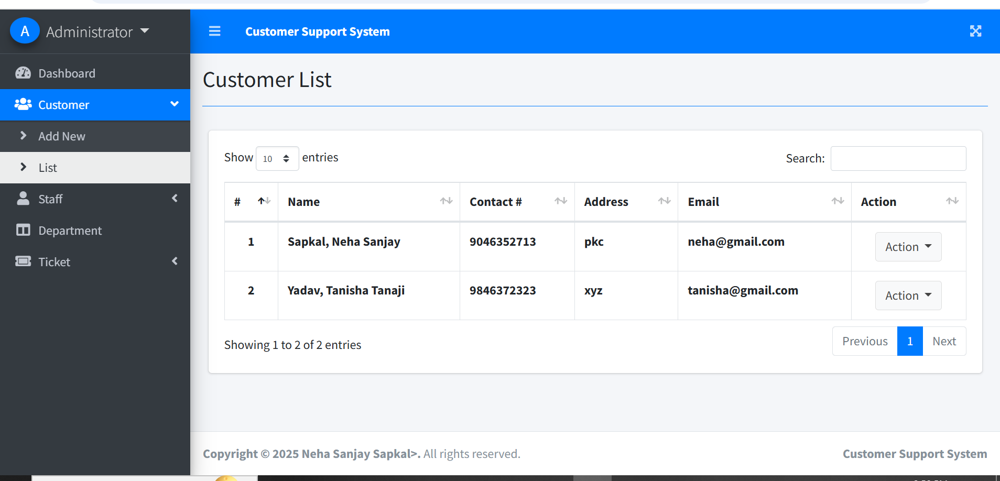 A Administrator
Customer Support System
Dashboard
Customer
Add New
List
Staff
Department
Ticket
Customer List
Show 10 entries
Search:
# Name Contact # Address Email Action
1 Sapkal, Neha Sanjay 9046352713 pkc neha@gmail.com Action
2 Yadav, Tanisha Tanaji 9846372323 xyz tanisha@gmail.com Action
Showing 1 to 2 of 2 entries
Previous 1 Next
Copyright © 2025 Neha Sanjay Sapkal>. All rights reserved.
Customer Support System